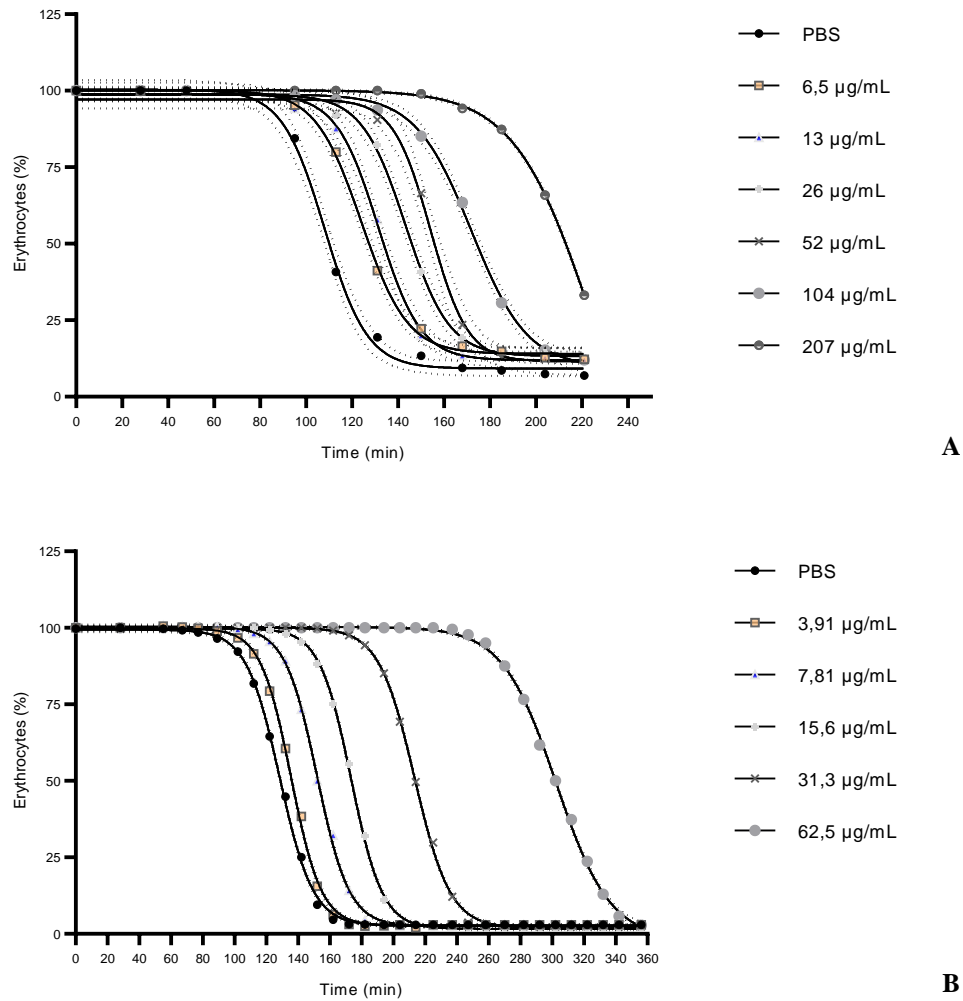 125
100
75
50
25
0
Erythrocytes (%)
0 20 40 60 80 100 120 140 160 180 200 220 240
Time (min)
PBS
6,5 µg/mL
13 µg/mL
26 µg/mL
52 µg/mL
104 µg/mL
207 µg/mL
A
125
100
75
50
25
0
Erythrocytes (%)
0 20 40 60 80 100 120 140 160 180 200 220 240 260 280 300 320 340 360
Time (min)
PBS
3,91 µg/mL
7,81 µg/mL
15,6 µg/mL
31,3 µg/mL
62,5 µg/mL
B